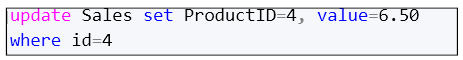 update Sales set ProductID=4, value=6.50
where id=4